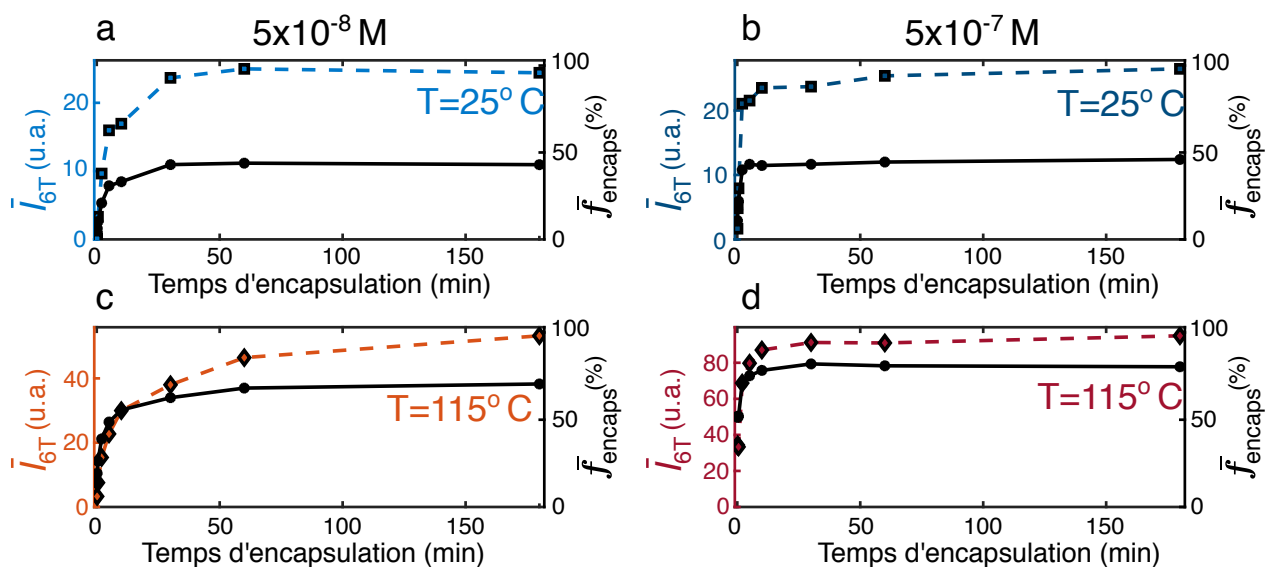 a
5x10⁻⁸ M
b
5x10⁻⁷ M
100
50
0
20
10
0
Ī6T (u.a.)
T=25° C
f̄encaps(%)
0
50
100
150
Temps d'encapsulation (min)
100
50
0
20
10
0
Ī6T (u.a.)
T=25° C
f̄encaps(%)
0
50
100
150
Temps d'encapsulation (min)
c
d
100
50
0
40
20
0
Ī6T (u.a.)
T=115° C
f̄encaps(%)
0
50
100
150
Temps d'encapsulation (min)
100
50
0
80
60
40
20
0
Ī6T (u.a.)
T=115° C
f̄encaps(%)
0
50
100
150
Temps d'encapsulation (min)